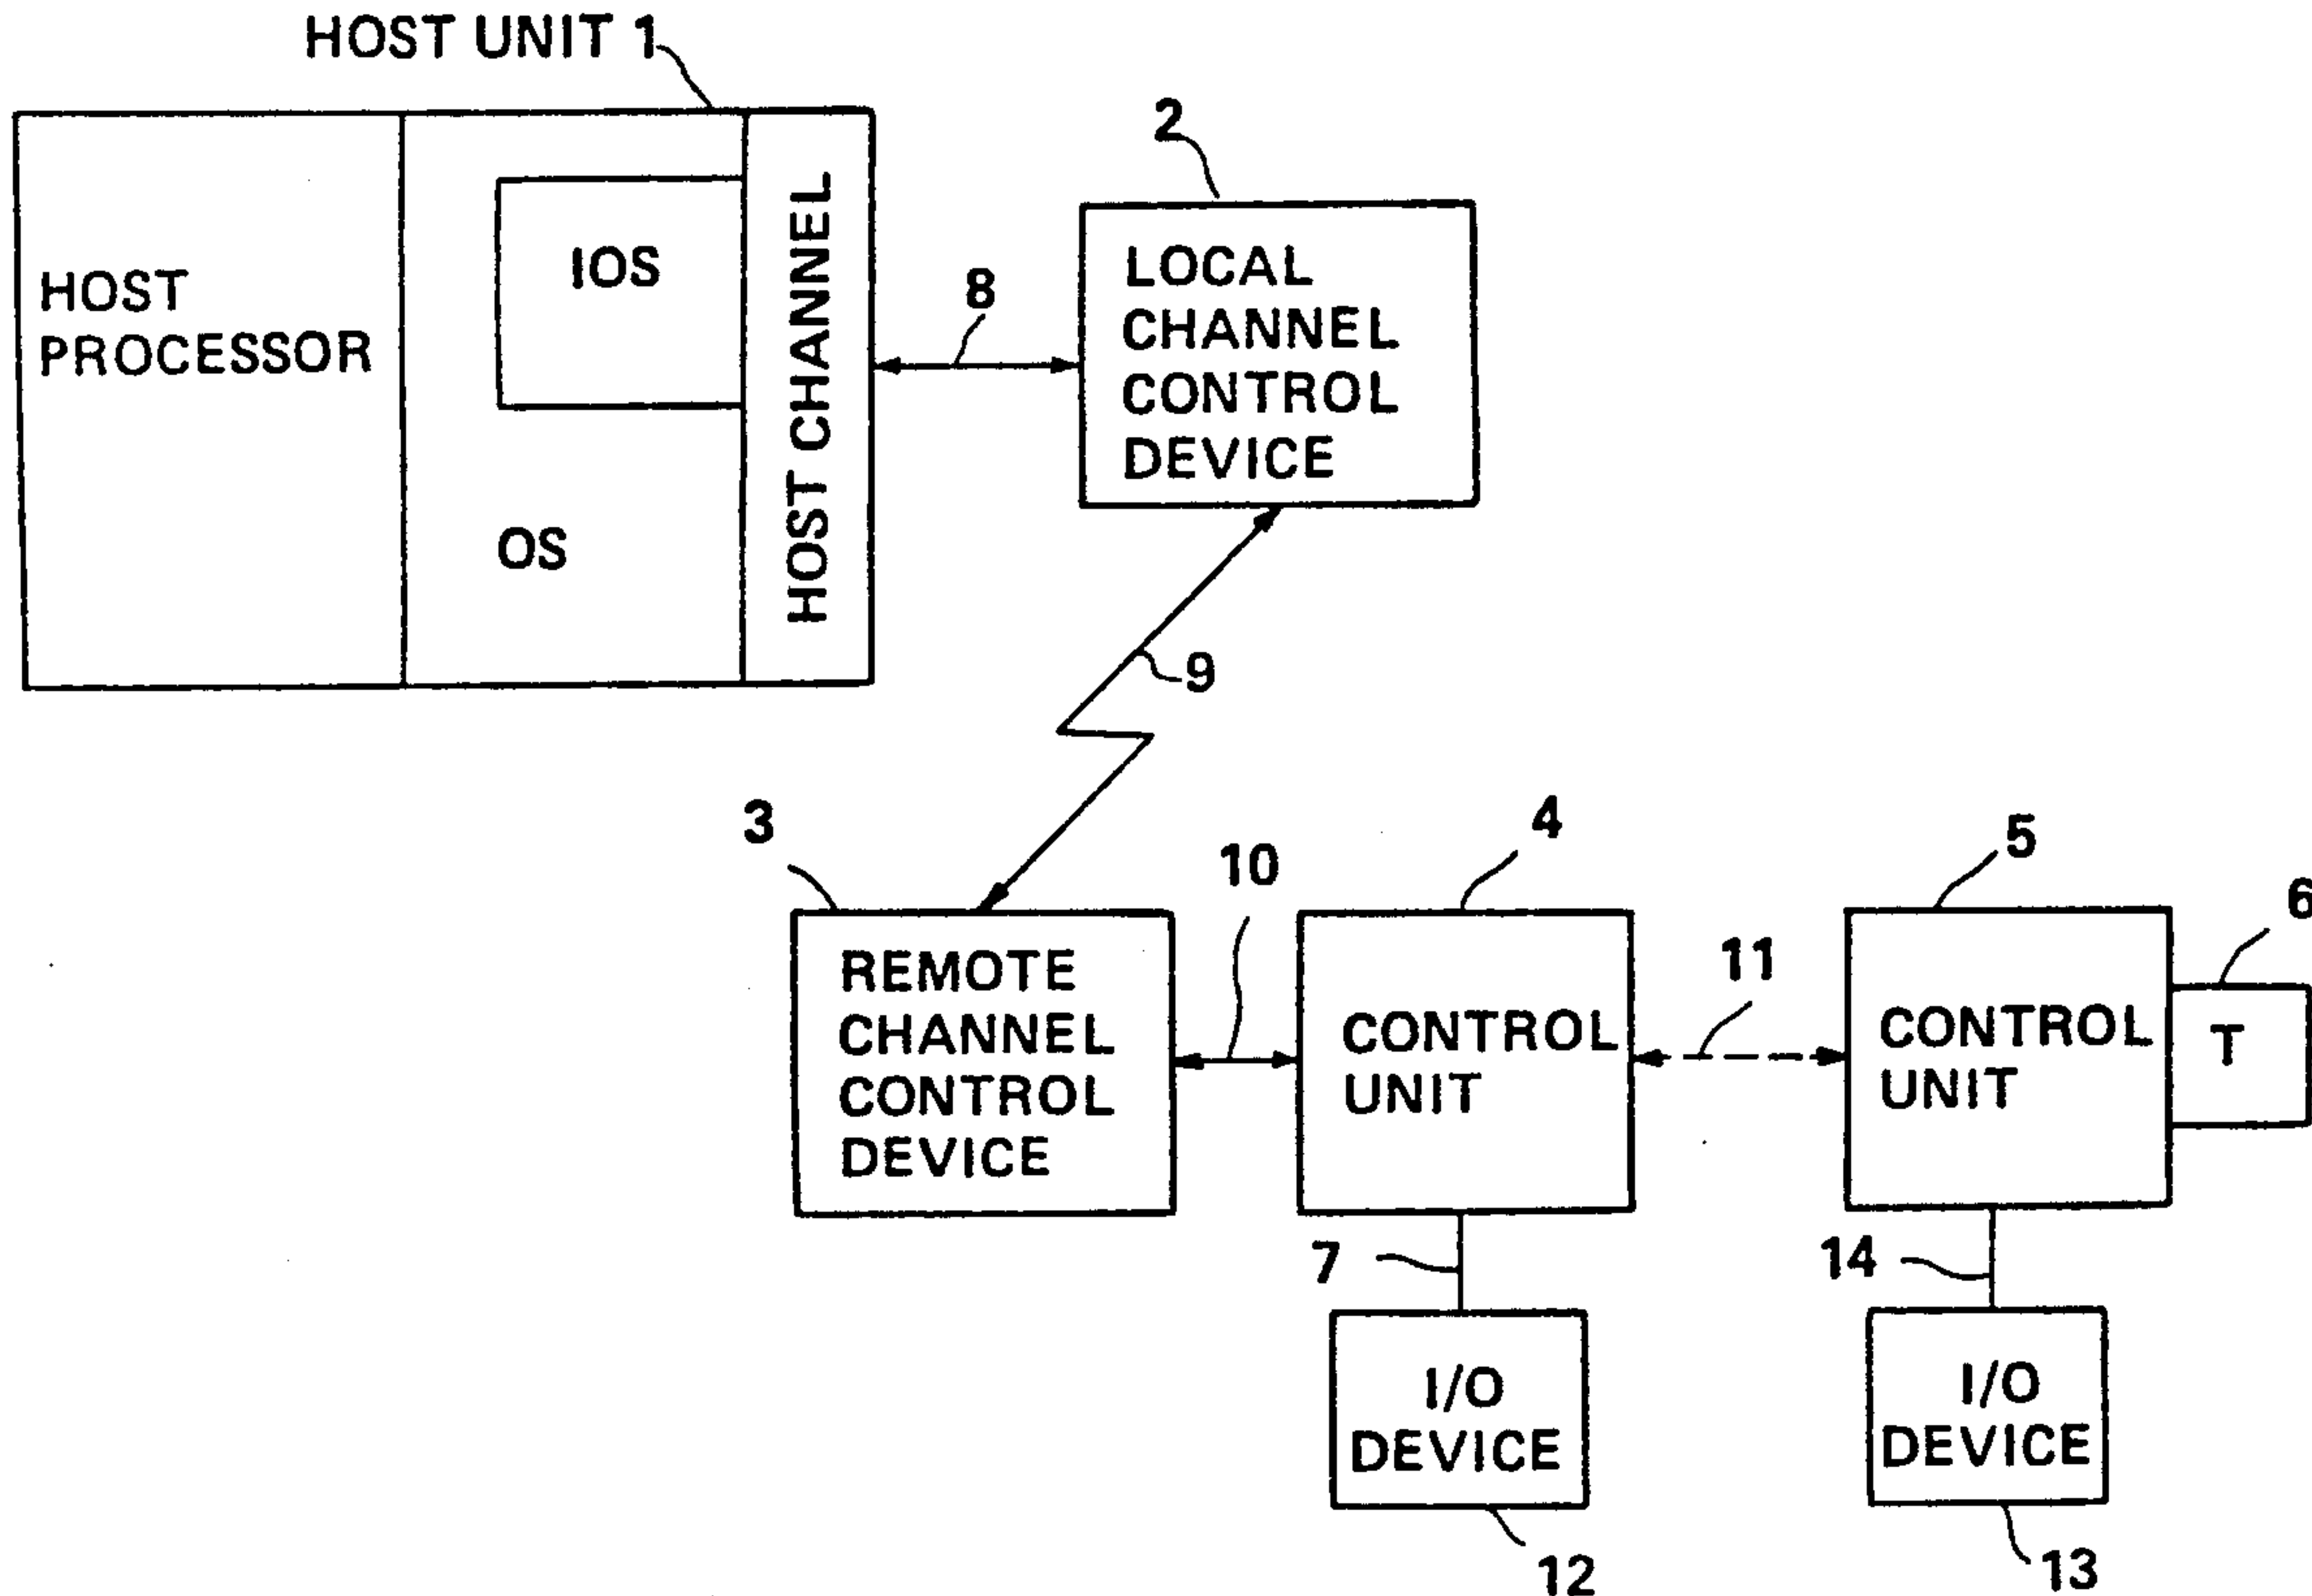 HOST UNIT 1
HOST
PROCESSOR
IOS
OS
HOST CHANNEL
8
2
LOCAL
CHANNEL
CONTROL
DEVICE
9
3
REMOTE
CHANNEL
CONTROL
DEVICE
10
4
CONTROL
UNIT
11
5
CONTROL
UNIT
6
T
7
I/O
DEVICE
12
14
I/O
DEVICE
13